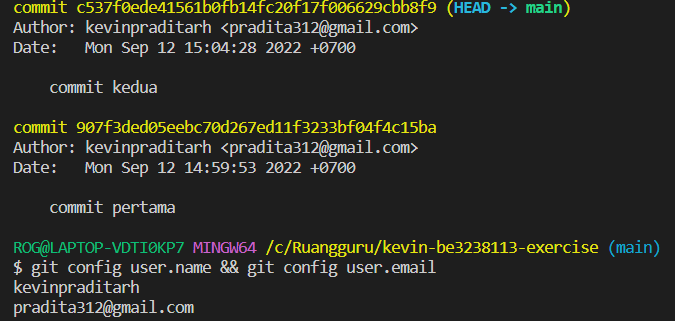 commit c537f0ede41561b0fb14fc20f17f006629cbb8f9 (HEAD -> main)
Author: kevinpraditarh <pradita312@gmail.com>
Date:   Mon Sep 12 15:04:28 2022 +0700
    commit kedua
commit 907f3ded05eebc70d267ed11f3233bf04f4c15ba
Author: kevinpraditarh <pradita312@gmail.com>
Date:   Mon Sep 12 14:59:53 2022 +0700
    commit pertama
ROG@LAPTOP-VDTI0KP7 MINGW64 /c/Ruangguru/kevin-be3238113-exercise (main)
$ git config user.name && git config user.email
kevinpraditarh
pradita312@gmail.com